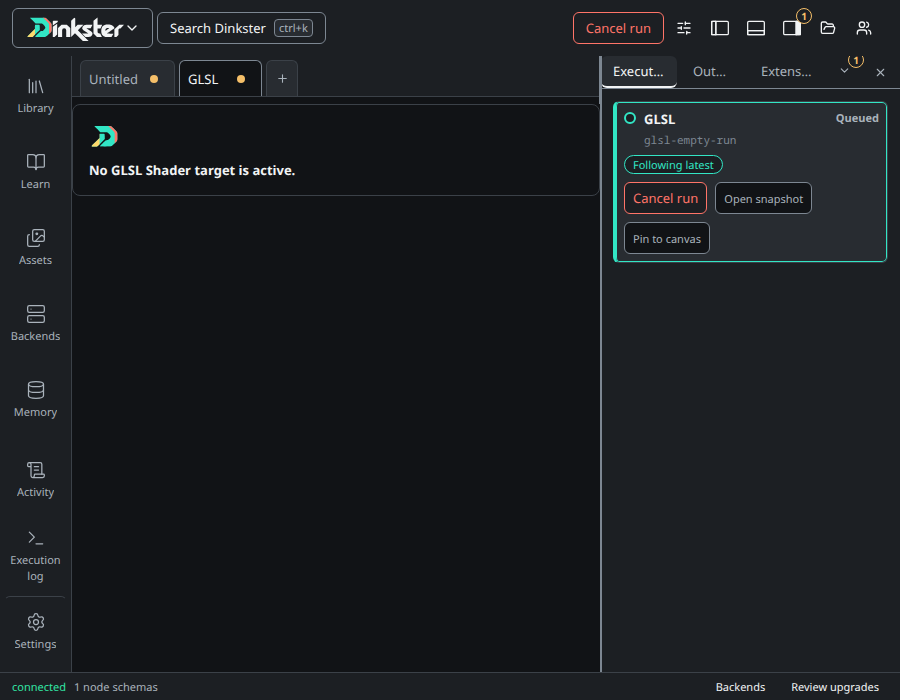 Dinkster
Search Dinkster ctrl+k
Cancel run
1
Library
Learn
Assets
Backends
Memory
Activity
Execution
log
Settings
Untitled
GLSL
+
No GLSL Shader target is active.
Execut...
Out...
Extens...
1
GLSL
Queued
glsl-empty-run
Following latest
Cancel run
Open snapshot
Pin to canvas
connected
1 node schemas
Backends
Review upgrades